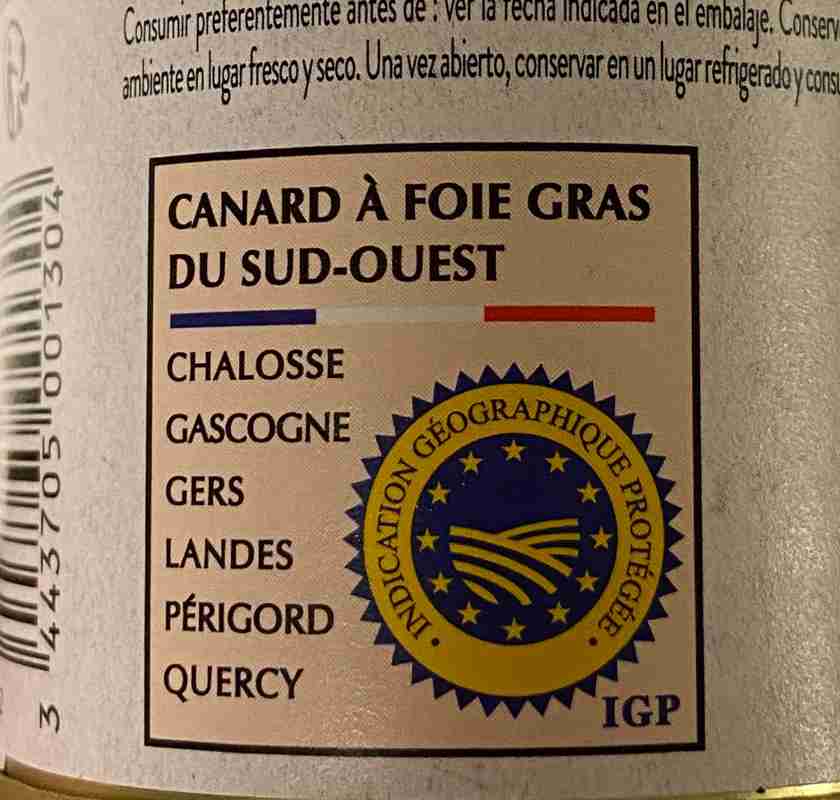 Consumir preferentemente antes de : ver la fecha indicada en el embalaje. Conserv
ambiente en lugar fresco y seco. Una vez abierto, conservar en un lugar refrigerado y consu
CANARD À FOIE GRAS
DU SUD-OUEST
CHALOSSE
GASCOGNE
GERS
LANDES
PÉRIGORD
QUERCY
• INDICATION GÉOGRAPHIQUE PROTÉGÉE •
IGP
3 443705 001304